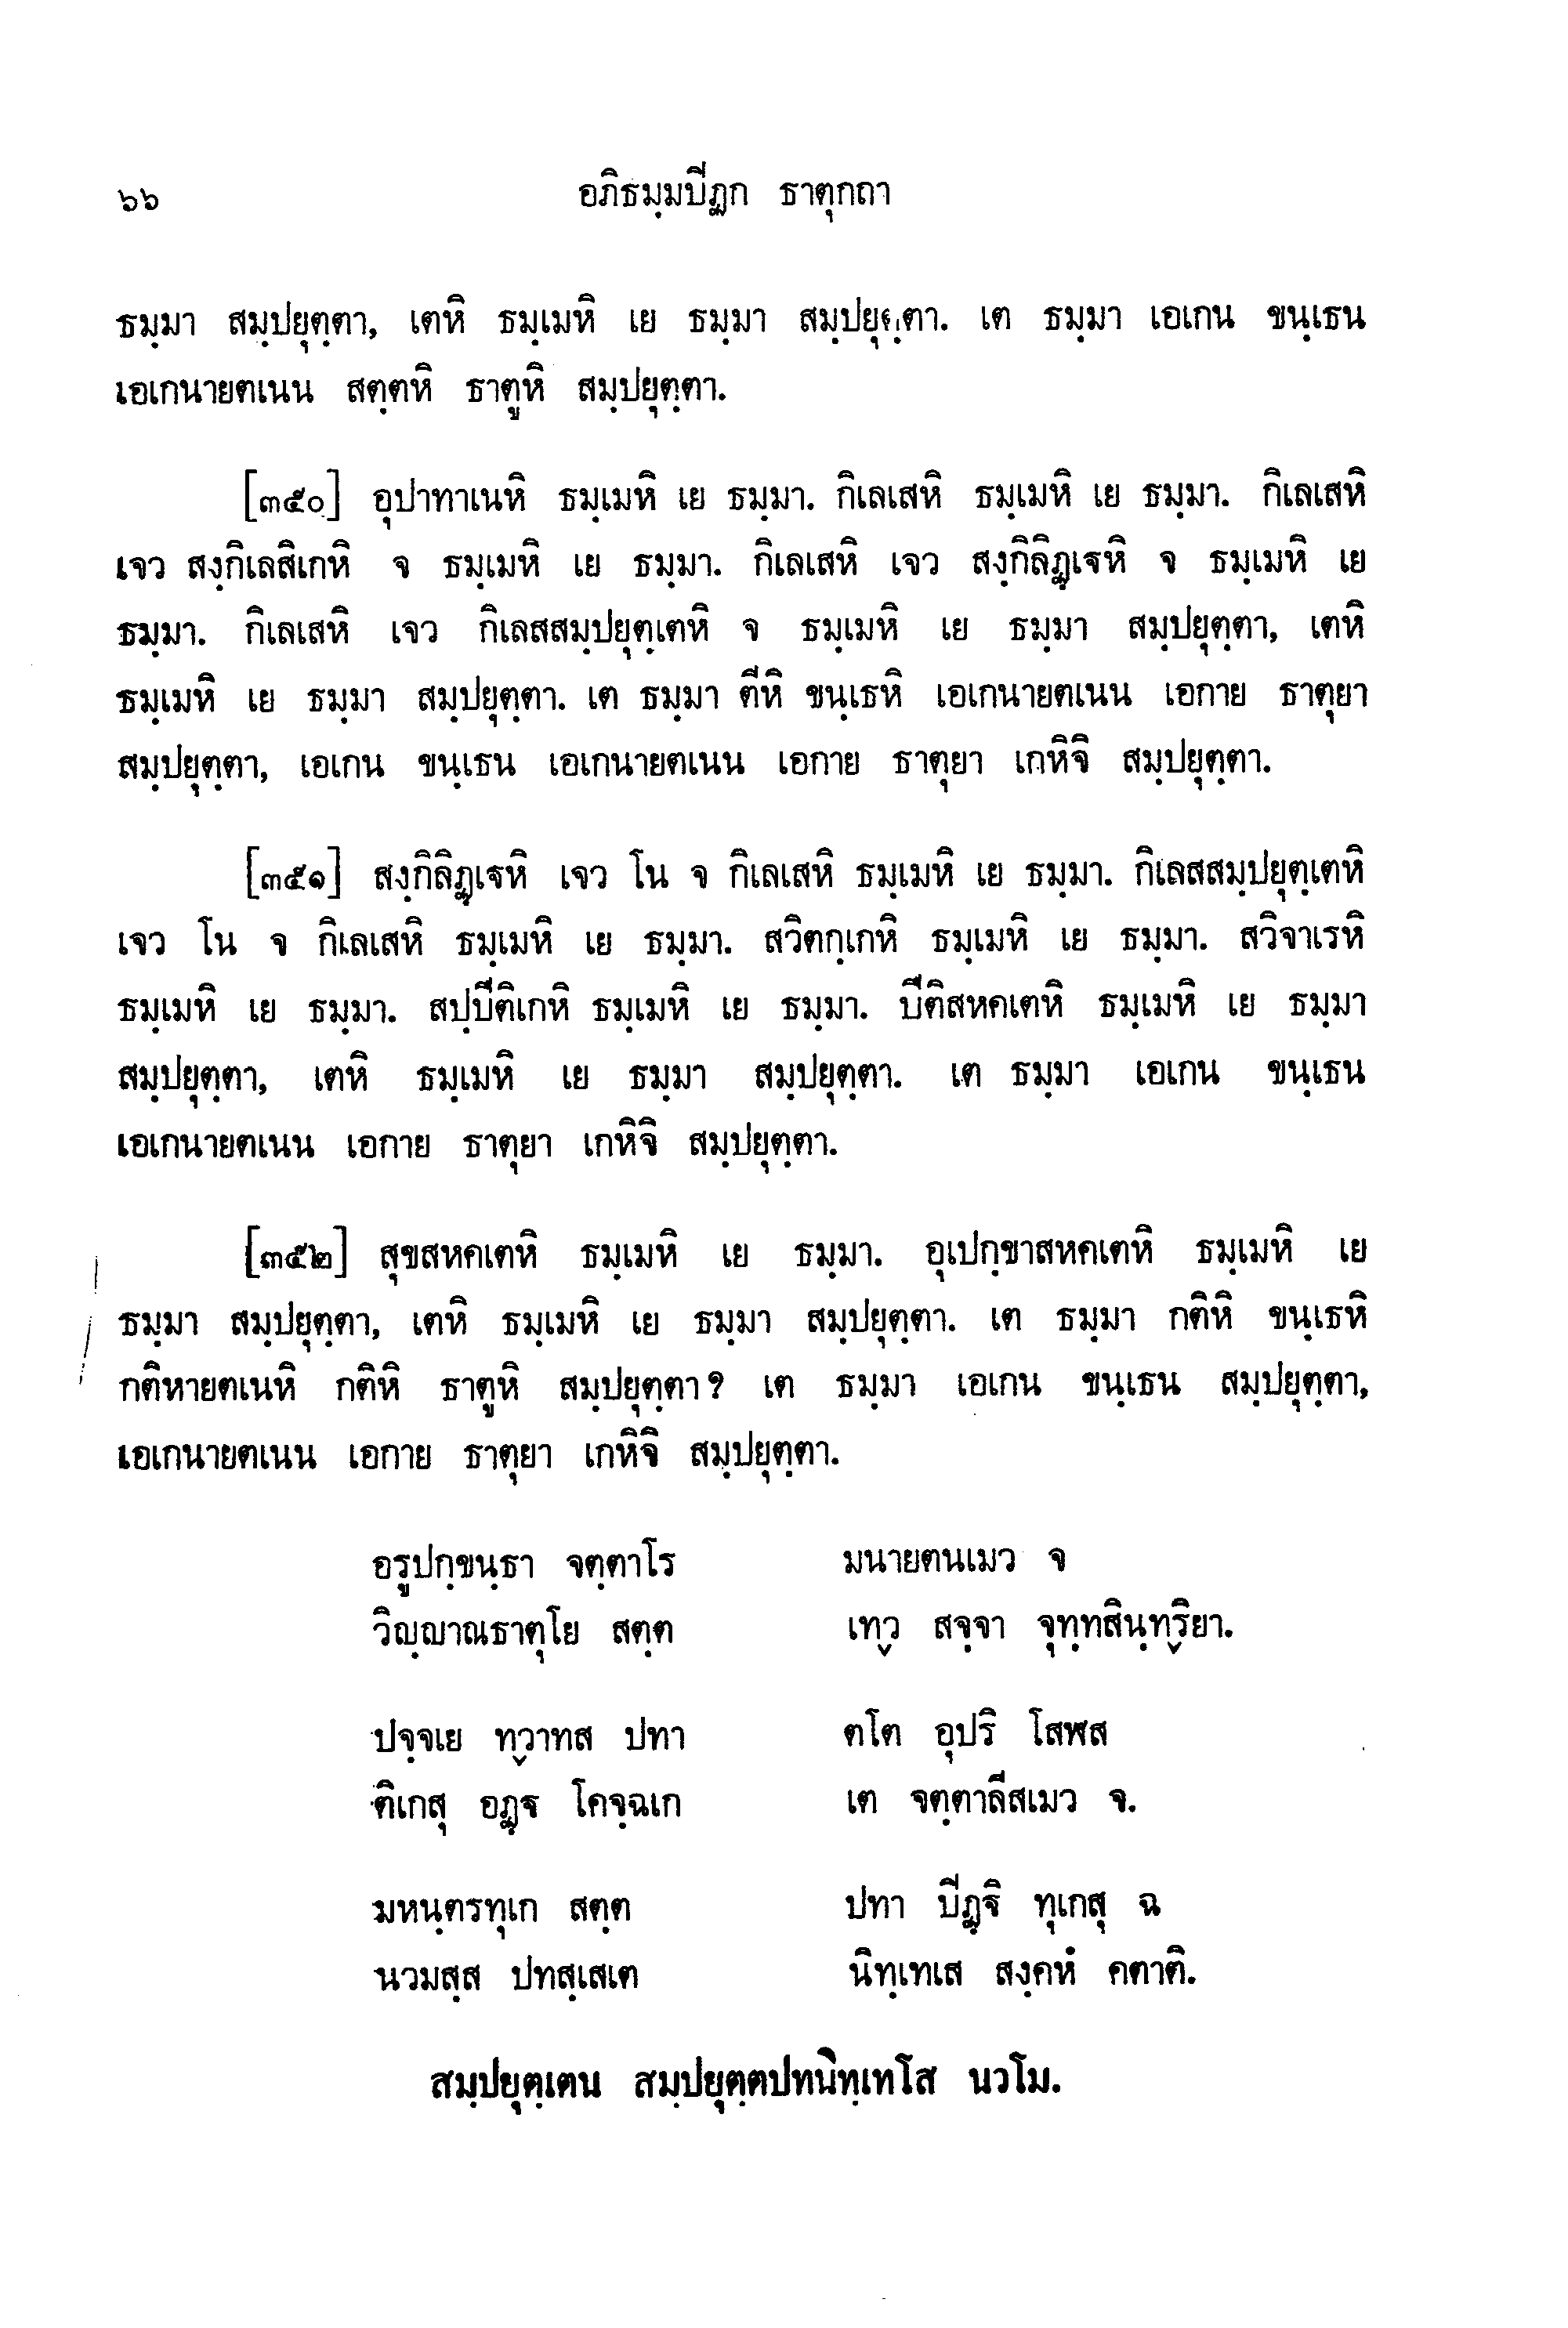 ๖๖ อภิธมฺมปิฏก ธาตุกถา
ธมฺมา สมฺปยุตฺตา, เตหิ ธมฺเมหิ เย ธมฺมา สมฺปยุตฺตา. เต ธมฺมา เอเกน ขนฺเธน
เอเกนายตเนน สตฺตหิ ธาตูหิ สมฺปยุตฺตา.
[๓๕๐] อุปาทาเนหิ ธมฺเมหิ เย ธมฺมา. กิเลเสหิ ธมฺเมหิ เย ธมฺมา. กิเลเสหิ
เจว สงฺกิเลสิเกหิ จ ธมฺเมหิ เย ธมฺมา. กิเลเสหิ เจว สงฺกิลิฏฺเฐหิ จ ธมฺเมหิ เย
ธมฺมา. กิเลเสหิ เจว กิเลสสมฺปยุตฺเตหิ จ ธมฺเมหิ เย ธมฺมา สมฺปยุตฺตา, เตหิ
ธมฺเมหิ เย ธมฺมา สมฺปยุตฺตา. เต ธมฺมา ตีหิ ขนฺเธหิ เอเกนายตเนน เอกาย ธาตุยา
สมฺปยุตฺตา, เอเกน ขนฺเธน เอเกนายตเนน เอกาย ธาตุยา เกหิจิ สมฺปยุตฺตา.
[๓๕๑] สงฺกิลิฏฺเฐหิ เจว โน จ กิเลเสหิ ธมฺเมหิ เย ธมฺมา. กิเลสสมฺปยุตฺเตหิ
เจว โน จ กิเลเสหิ ธมฺเมหิ เย ธมฺมา. สวิตกฺเกหิ ธมฺเมหิ เย ธมฺมา. สวิจาเรหิ
ธมฺเมหิ เย ธมฺมา. สปฺปีติเกหิ ธมฺเมหิ เย ธมฺมา. ปีติสหคเตหิ ธมฺเมหิ เย ธมฺมา
สมฺปยุตฺตา, เตหิ ธมฺเมหิ เย ธมฺมา สมฺปยุตฺตา. เต ธมฺมา เอเกน ขนฺเธน
เอเกนายตเนน เอกาย ธาตุยา เกหิจิ สมฺปยุตฺตา.
[๓๕๒] สุขสหคเตหิ ธมฺเมหิ เย ธมฺมา. อุเปกฺขาสหคเตหิ ธมฺเมหิ เย
ธมฺมา สมฺปยุตฺตา, เตหิ ธมฺเมหิ เย ธมฺมา สมฺปยุตฺตา. เต ธมฺมา กติหิ ขนฺเธหิ
กติหายตเนหิ กติหิ ธาตูหิ สมฺปยุตฺตา? เต ธมฺมา เอเกน ขนฺเธน สมฺปยุตฺตา,
เอเกนายตเนน เอกาย ธาตุยา เกหิจิ สมฺปยุตฺตา.
อรูปกฺขนฺธา จตฺตาโร มนายตนเมว จ
วิญฺญาณธาตุโย สตฺต เทฺว สจฺจา จุทฺทสินฺทฺริยา.
ปจฺจเย ทฺวาทส ปทา ตโต อุปริ โสฬส
ติเกสุ อฏฺฐ โคจฺฉเก เต จตฺตาลีสเมว จ.
มหนฺตรทุเก สตฺต ปทา ปิฏฺฐิ ทุเกสุ ฉ
นวมสฺส ปทสฺเสเต นิทฺเทเส สงฺคหํ คตาติ.
สมฺปยุตฺเตน สมฺปยุตฺตปทนิทฺเทโส นวโม.